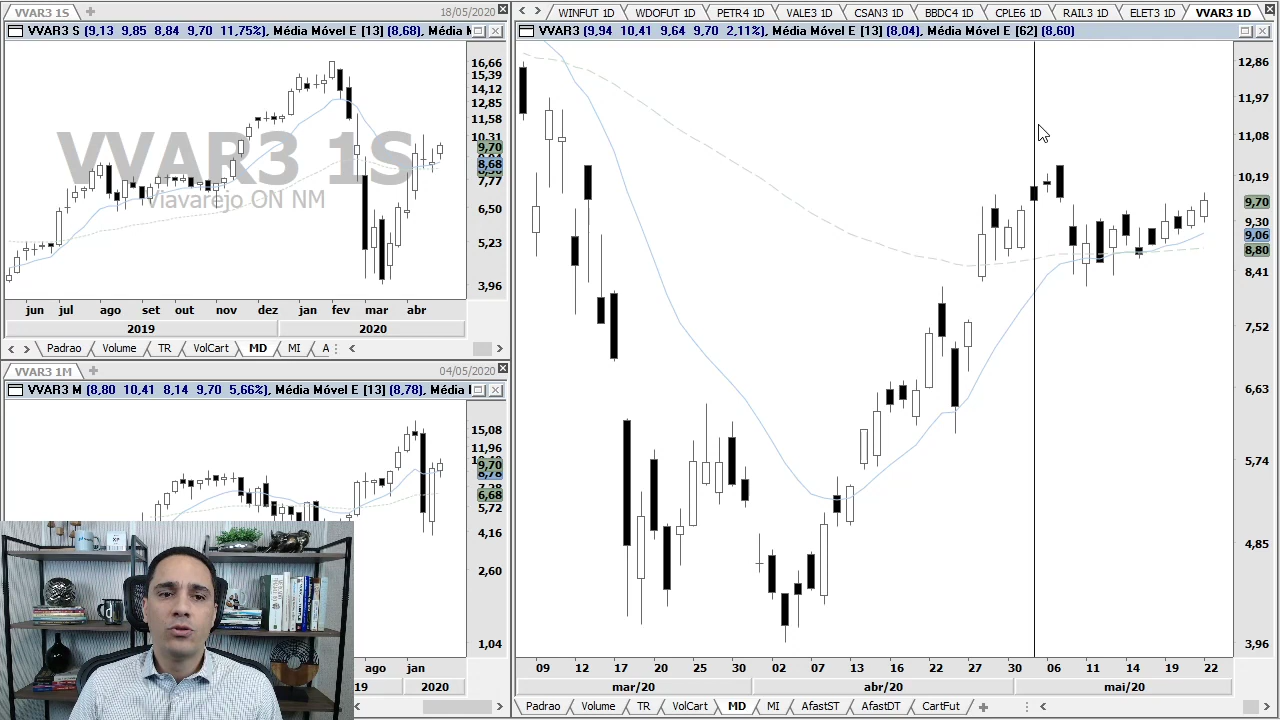 VVAR3 1S
18/05/2020
VVAR3 S (9,13 9,85 8,84 9,70 11,75%), Média Móvel E [13] (8,68), Média M
16,66
15,39
14,12
12,85
11,58
10,31
9,70
8,68
7,77
6,50
5,23
3,96
VVAR3 1S
Viavarejo ON NM
jun jul ago set out nov dez jan fev mar abr
2019 2020
Padrao Volume TR VolCart MD MI A
VVAR3 1M
04/05/2020
VVAR3 M (8,80 10,41 8,14 9,70 5,66%), Média Móvel E [13] (8,78), Média
15,08
11,96
9,70
8,78
6,68
5,72
4,16
2,60
1,04
ago jan
19 2020
WINFUT 1D WDOFUT 1D PETR4 1D VALE3 1D CSAN3 1D BBDC4 1D CPLE6 1D RAIL3 1D ELET3 1D VVAR3 1D
VVAR3 (9,94 10,41 9,64 9,70 2,11%), Média Móvel E [13] (8,04), Média Móvel E [62] (8,60)
12,86
11,97
11,08
10,19
9,70
9,30
9,06
8,86
8,41
7,52
6,63
5,74
4,85
3,96
09 12 17 20 25 30 02 07 13 16 22 27 30 06 11 14 19 22
mar/20 abr/20 mai/20
Padrao Volume TR VolCart MD MI AfastST AfastDT CartFut